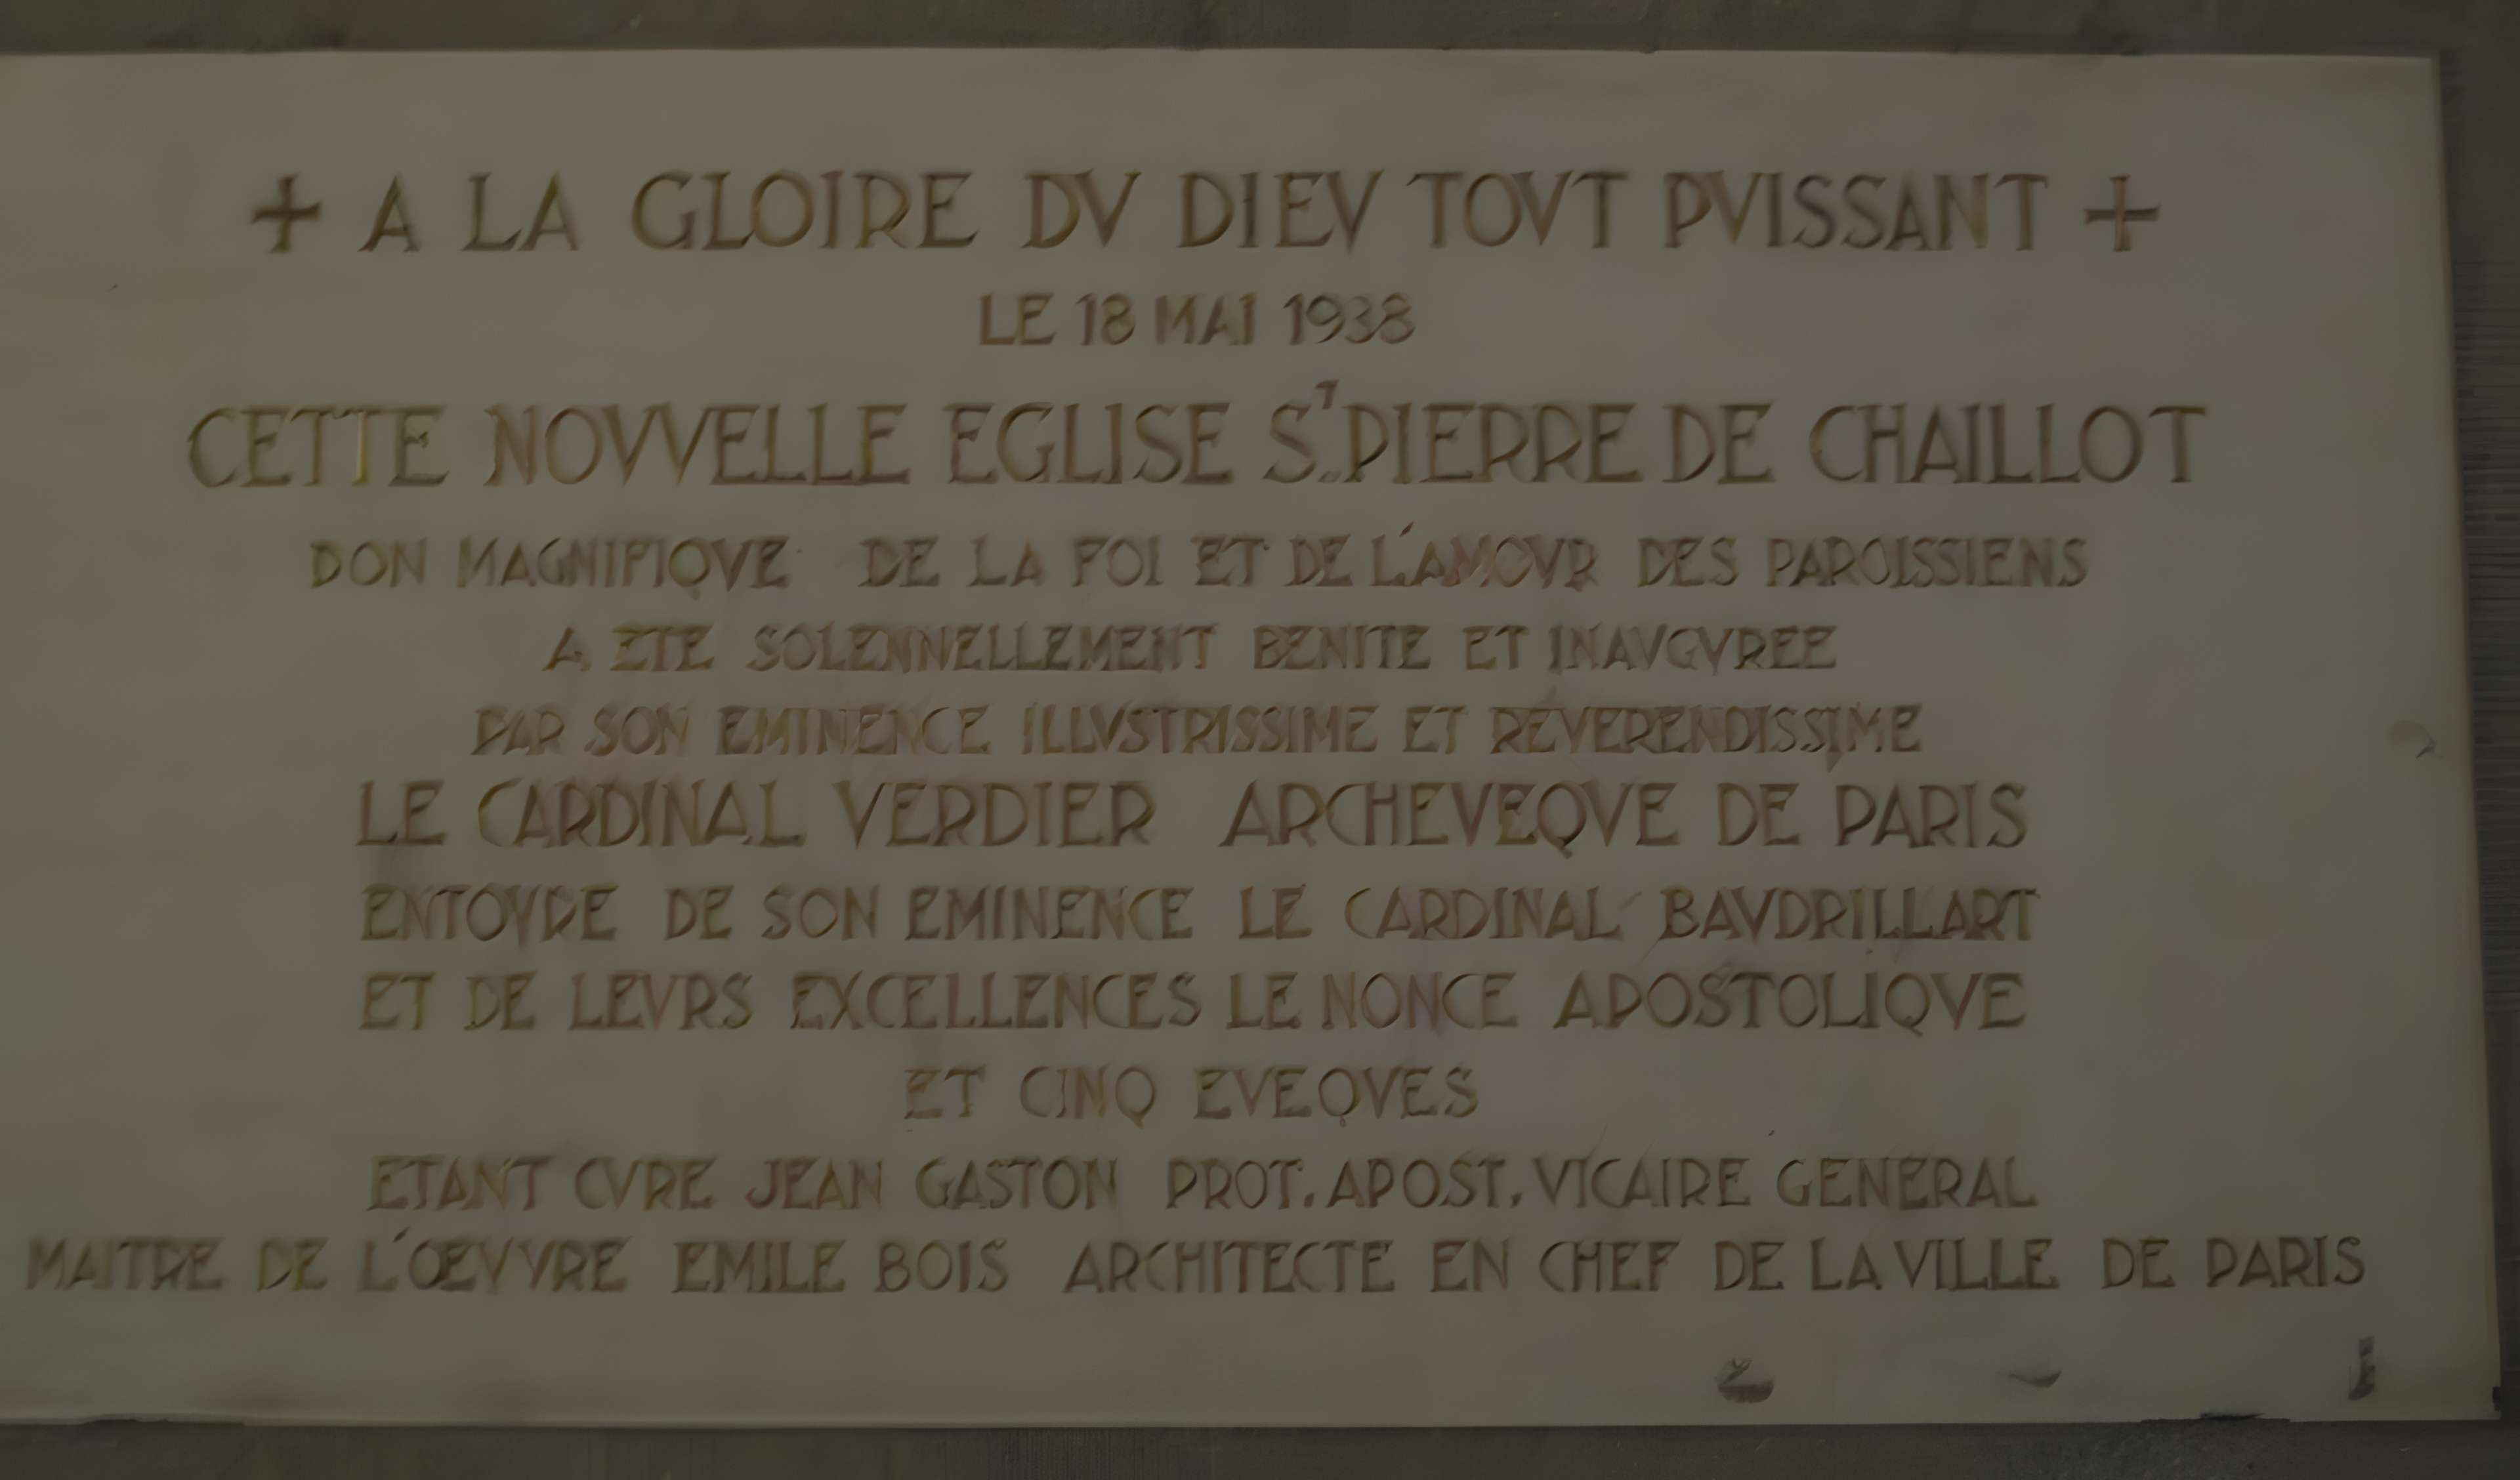 + A LA GLOIRE DV DIEV TOVT PVISSANT +
LE 18 MAI 1938
CETTE NOVVELLE EGLISE ST PIERRE DE CHAILLOT
DON MAGNIFIQVE DE LA FOI ET DE L'AMOVR DES PAROISSIENS
A ETE SOLENNELLEMENT BENITE ET INAVGVREE
PAR SON EMINENCE ILLVSTRISSIME ET REVERENDISSIME
LE CARDINAL VERDIER ARCHEVEQVE DE PARIS
ENTOVRE DE SON EMINENCE LE CARDINAL BAVDRILLART
ET DE LEVRS EXCELLENCES LE NONCE APOSTOLIQVE
ET CINQ EVEQVES
ETANT CVRE JEAN GASTON PROT. APOST. VICAIRE GENERAL
MAITRE DE L'ŒVVRE EMILE BOIS ARCHITECTE EN CHEF DE LA VILLE DE PARIS